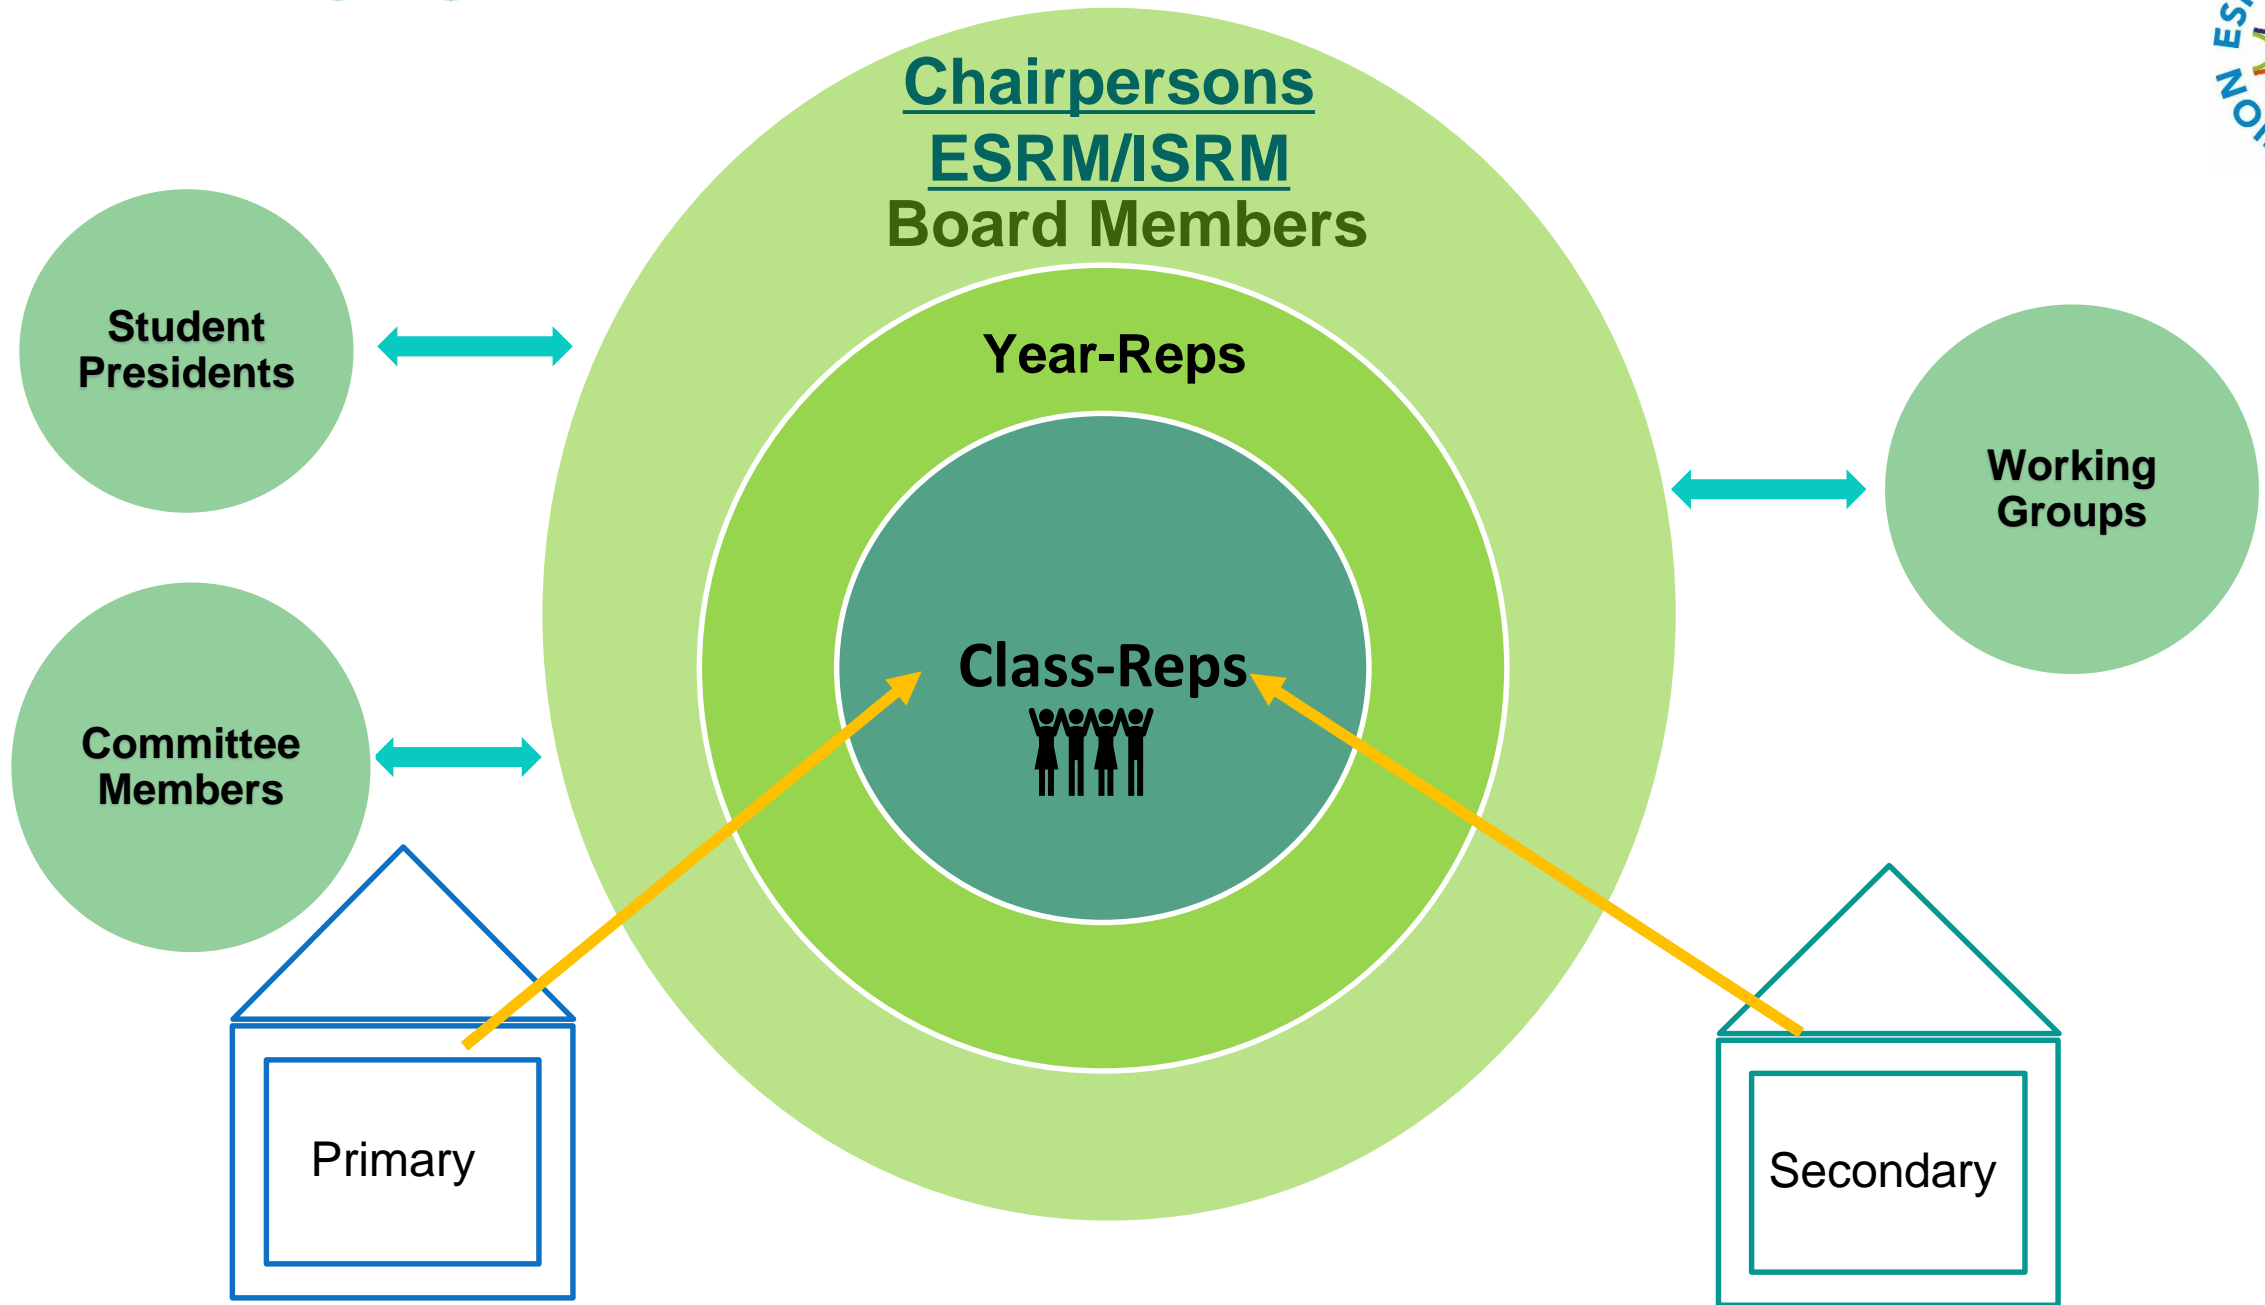 Chairpersons
ESRM/ISRM
Board Members
Student
Presidents
Year-Reps
Working
Groups
Class-Reps
Committee
Members
Primary
Secondary